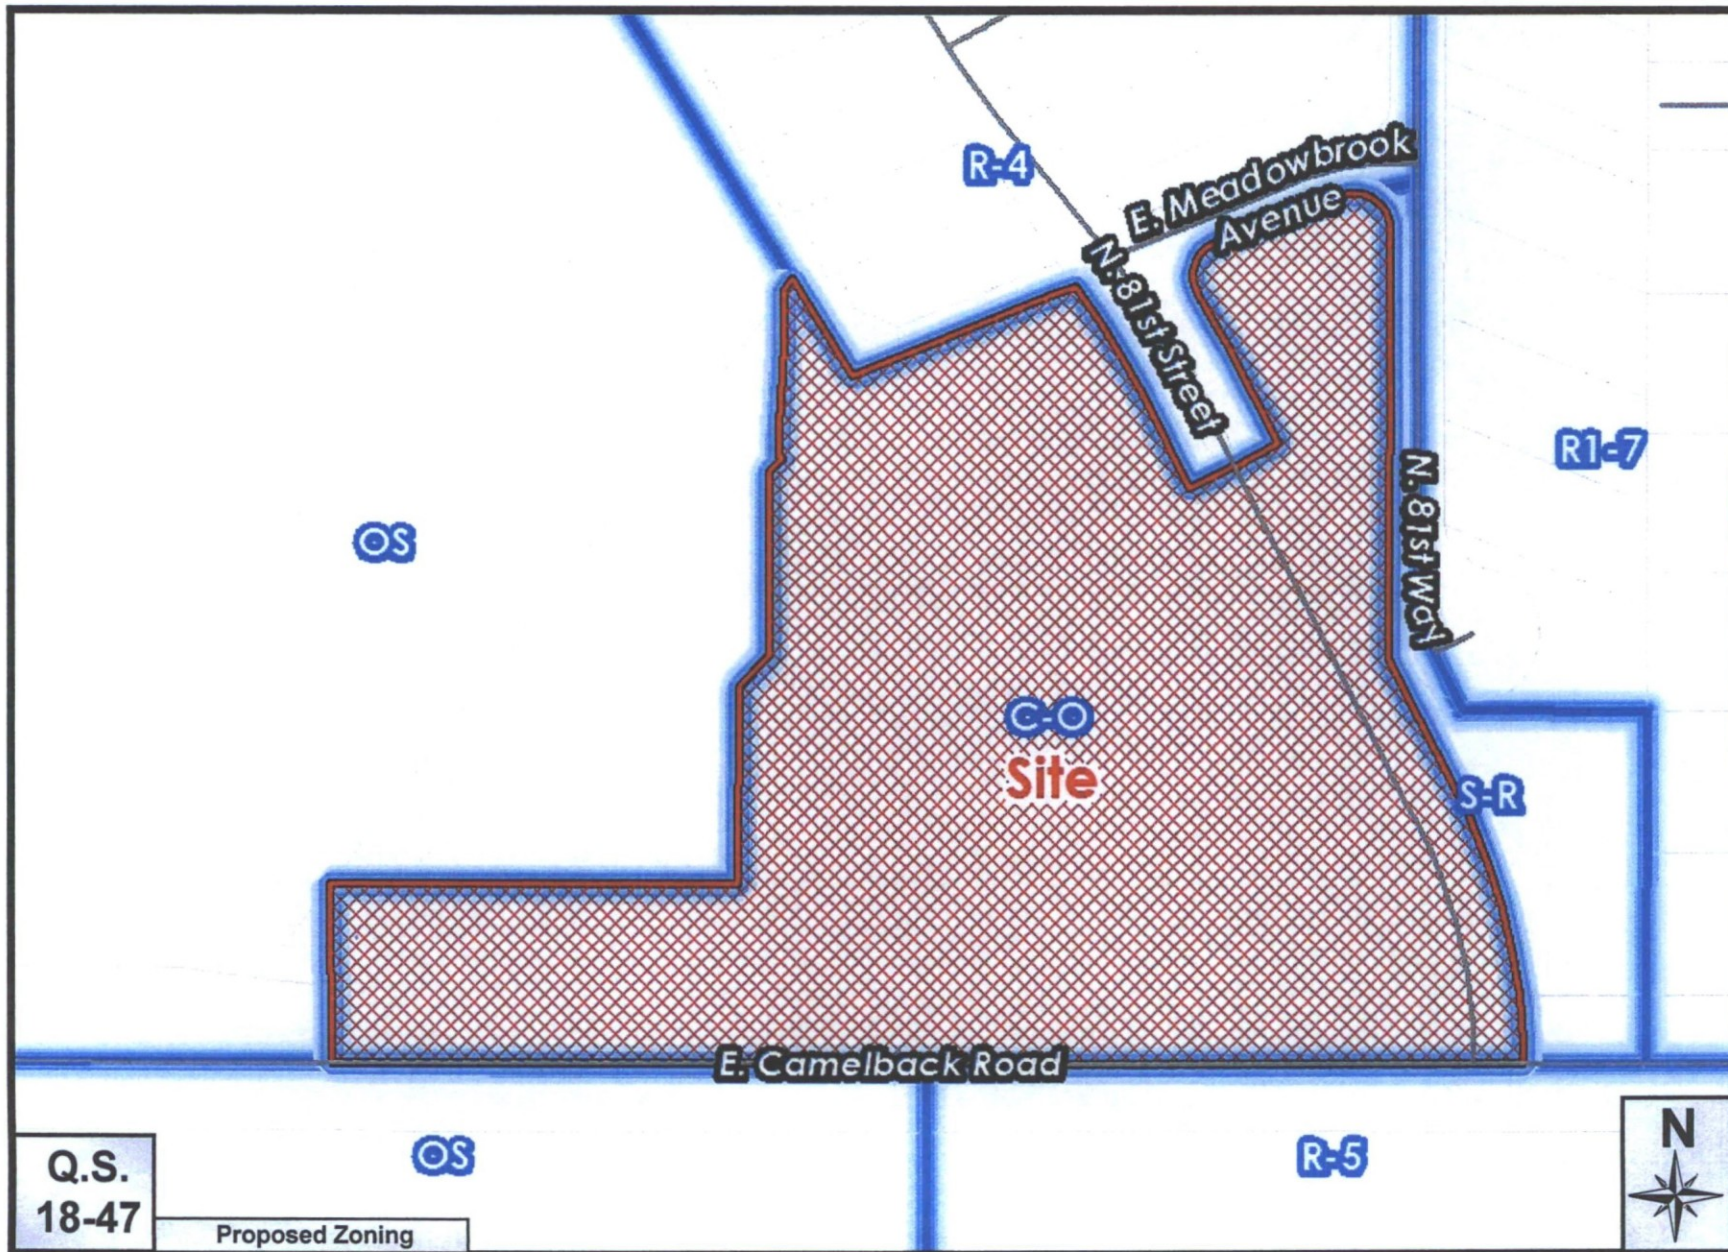 R-4
E. Meadowbrook
Avenue
N. 81st Street
R1-7
N. 81st Way
OS
C-O
Site
S-R
E. Camelback Road
OS
R-5
Q.S.
18-47
Proposed Zoning
N